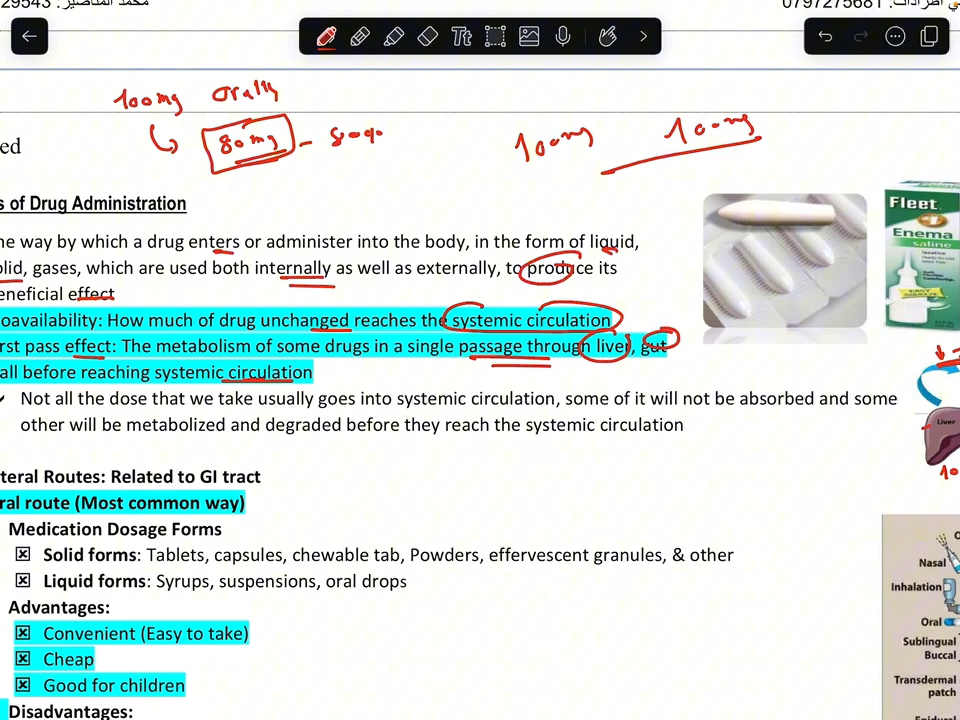 محمد المناصير: 29543
0797275681
Tt
100mg orally
80mg
ed
100mg 100mg
s of Drug Administration
he way by which a drug enters or administer into the body, in the form of liquid,
olid, gases, which are used both internally as well as externally, to produce its
eneficial effect
oavailability: How much of drug unchanged reaches the systemic circulation
rst pass effect: The metabolism of some drugs in a single passage through liver, gut
all before reaching systemic circulation
Not all the dose that we take usually goes into systemic circulation, some of it will not be absorbed and some
other will be metabolized and degraded before they reach the systemic circulation
Fleet
Enema
saline
Liver
10
teral Routes: Related to GI tract
ral route (Most common way)
Medication Dosage Forms
Solid forms: Tablets, capsules, chewable tab, Powders, effervescent granules, & other
Liquid forms: Syrups, suspensions, oral drops
Advantages:
Convenient (Easy to take)
Cheap
Good for children
Disadvantages:
Nasal
Inhalation
Oral
Sublingual
Buccal
Transdermal
patch